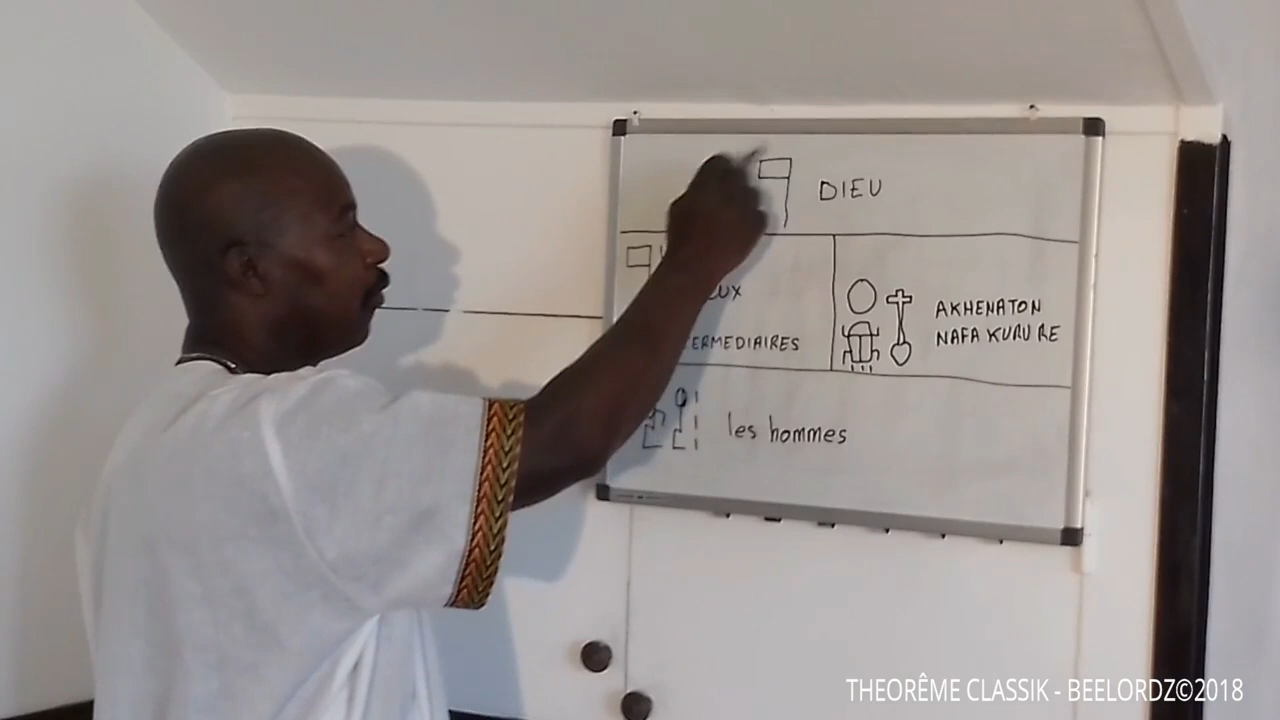 DIEU
AKHENATON
NAFA KURU RE
les hommes
THEORÊME CLASSIK - BEELORDZ©2018